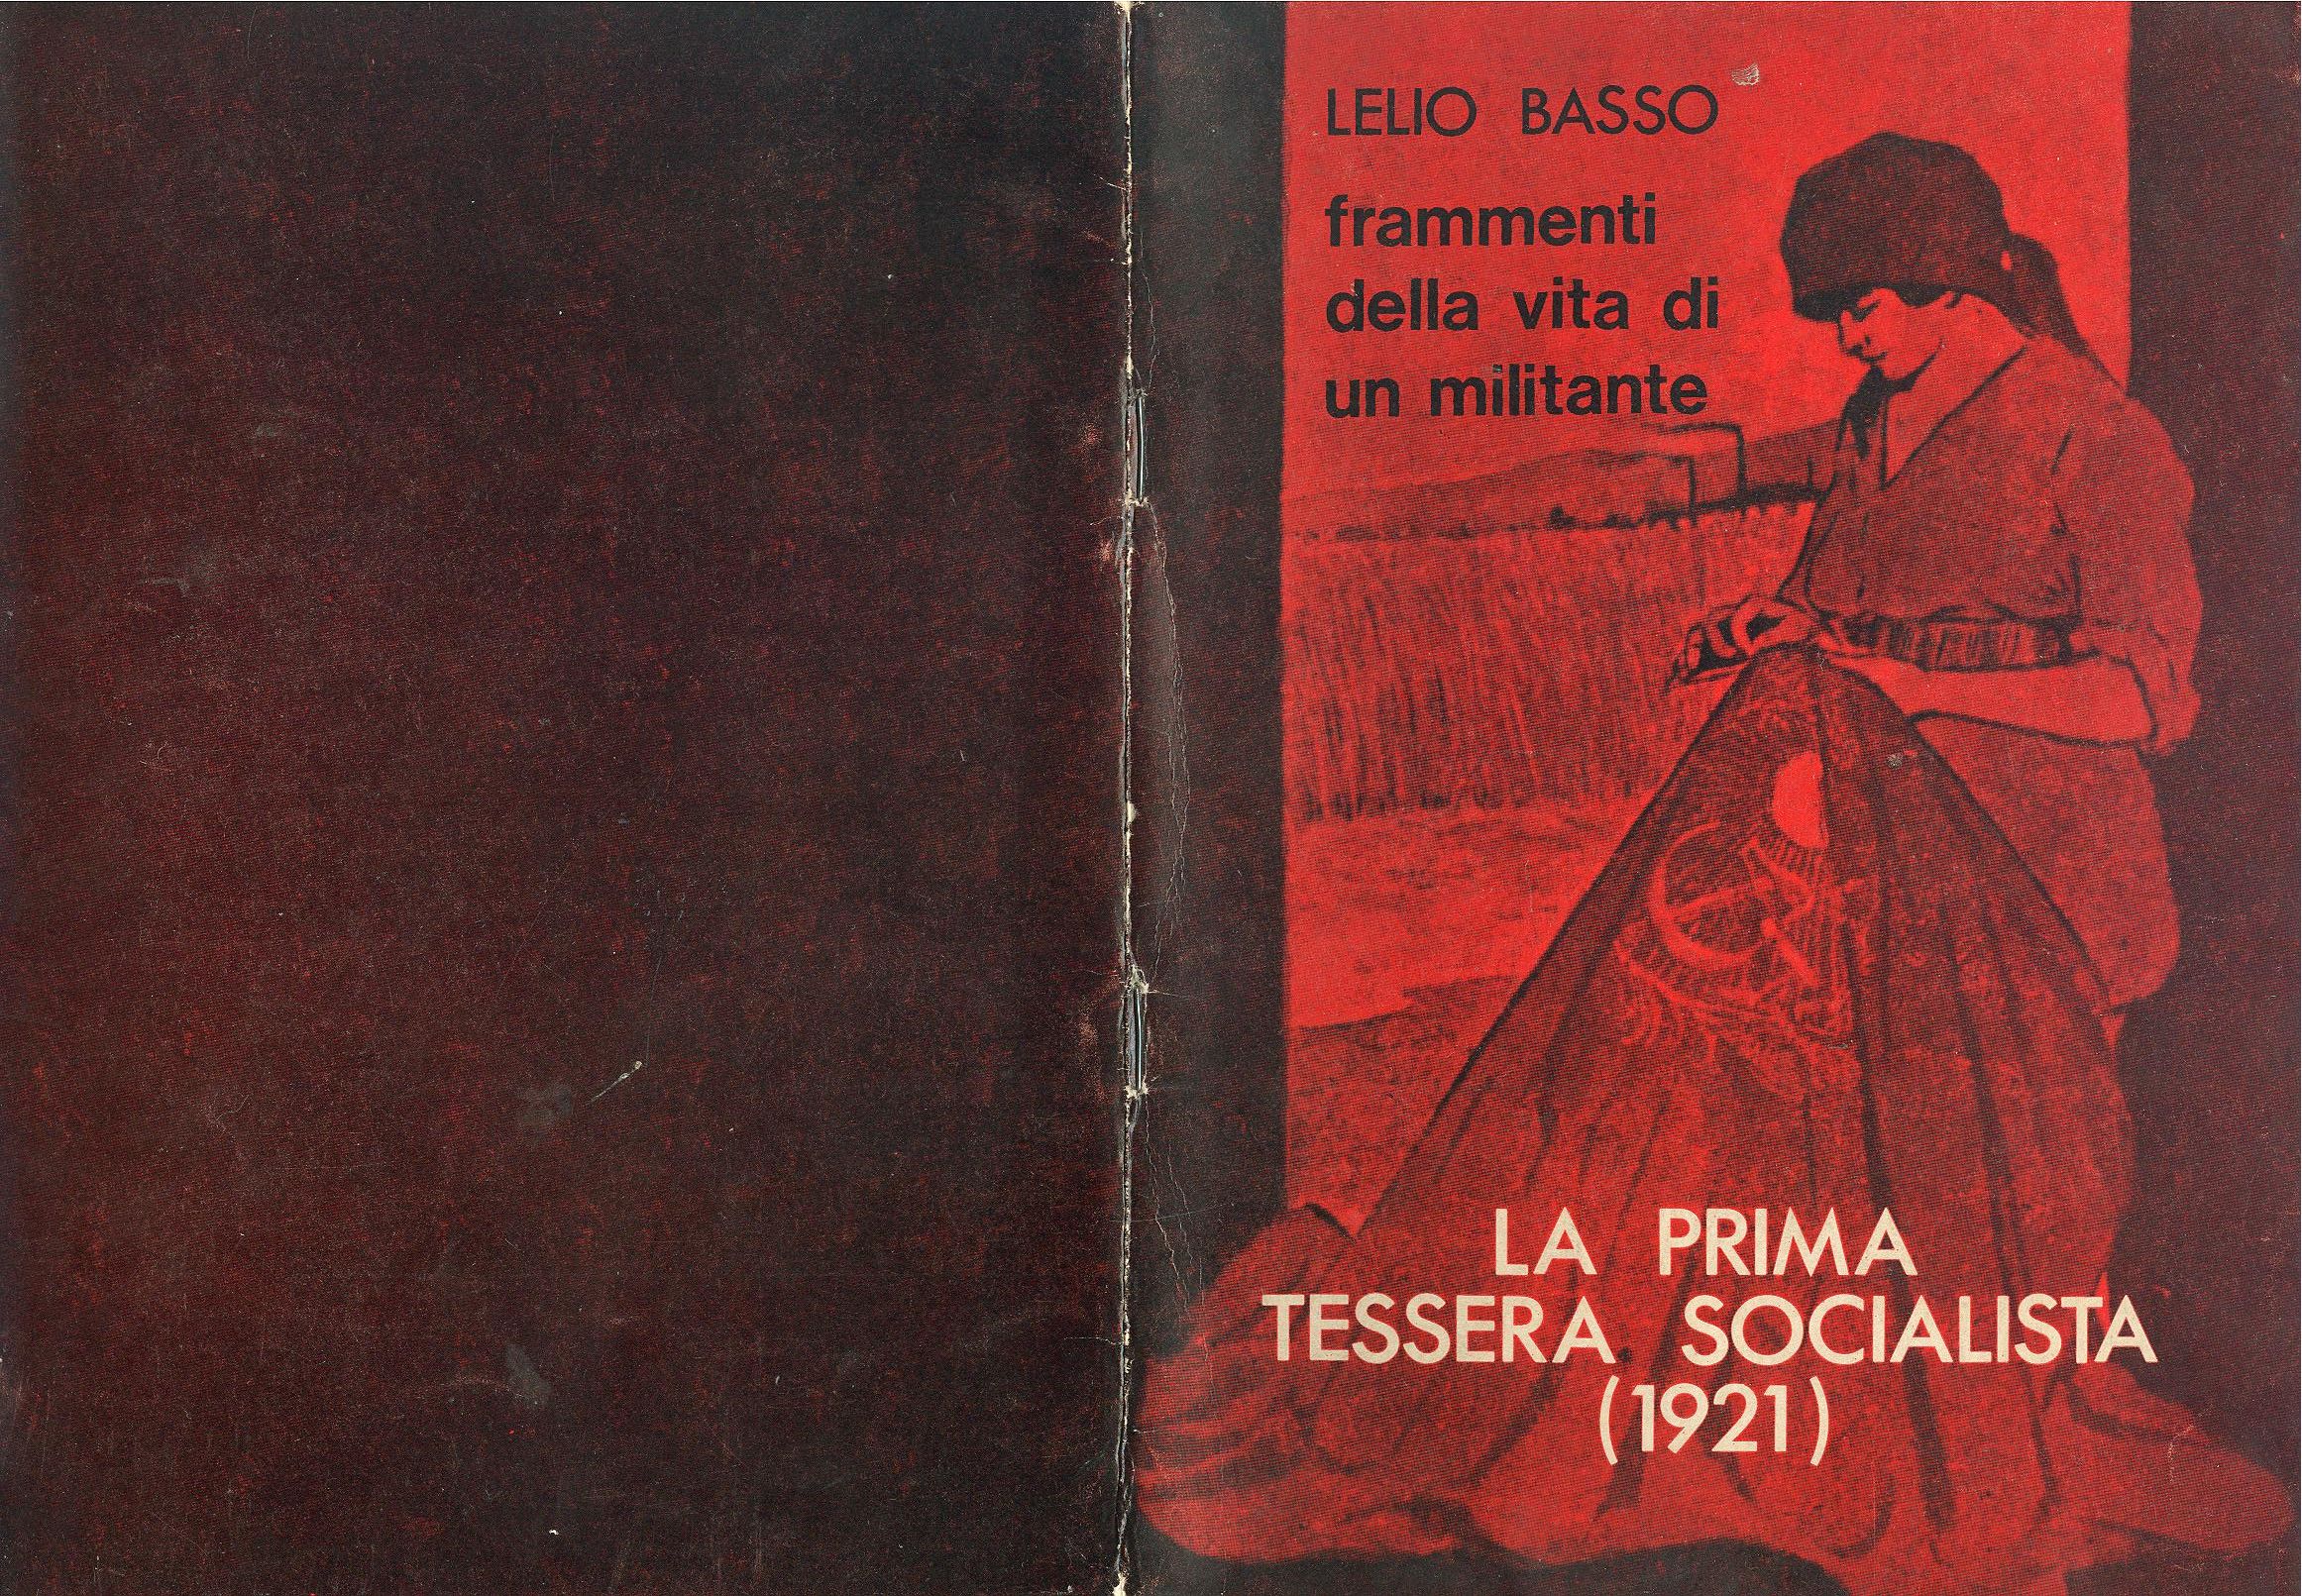 LELIO BASSO
frammenti
della vita di
un militante
LA PRIMA
TESSERA SOCIALISTA
(1921)